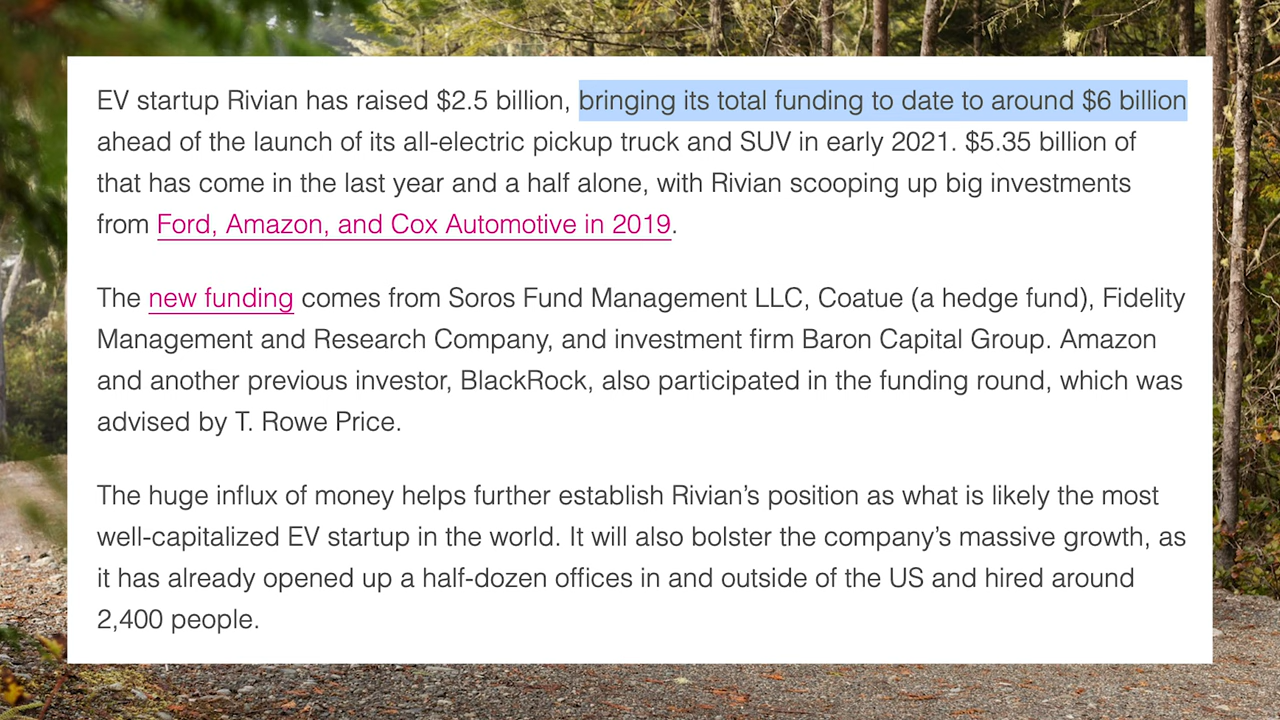 EV startup Rivian has raised $2.5 billion, bringing its total funding to date to around $6 billion
ahead of the launch of its all-electric pickup truck and SUV in early 2021. $5.35 billion of
that has come in the last year and a half alone, with Rivian scooping up big investments
from Ford, Amazon, and Cox Automotive in 2019.
The new funding comes from Soros Fund Management LLC, Coatue (a hedge fund), Fidelity
Management and Research Company, and investment firm Baron Capital Group. Amazon
and another previous investor, BlackRock, also participated in the funding round, which was
advised by T. Rowe Price.
The huge influx of money helps further establish Rivian’s position as what is likely the most
well-capitalized EV startup in the world. It will also bolster the company’s massive growth, as
it has already opened up a half-dozen offices in and outside of the US and hired around
2,400 people.